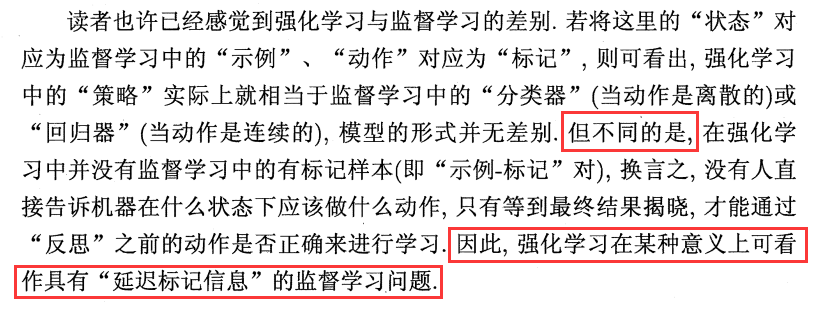 读者也许已经感觉到强化学习与监督学习的差别. 若将这里的“状态”对
应为监督学习中的“示例”、“动作”对应为“标记”, 则可看出, 强化学习
中的“策略”实际上就相当于监督学习中的“分类器”(当动作是离散的)或
“回归器”(当动作是连续的), 模型的形式并无差别. 但不同的是, 在强化学
习中并没有监督学习中的有标记样本(即“示例-标记”对), 换言之, 没有人直
接告诉机器在什么状态下应该做什么动作, 只有等到最终结果揭晓, 才能通过
“反思”之前的动作是否正确来进行学习. 因此, 强化学习在某种意义上可看
作具有“延迟标记信息”的监督学习问题.